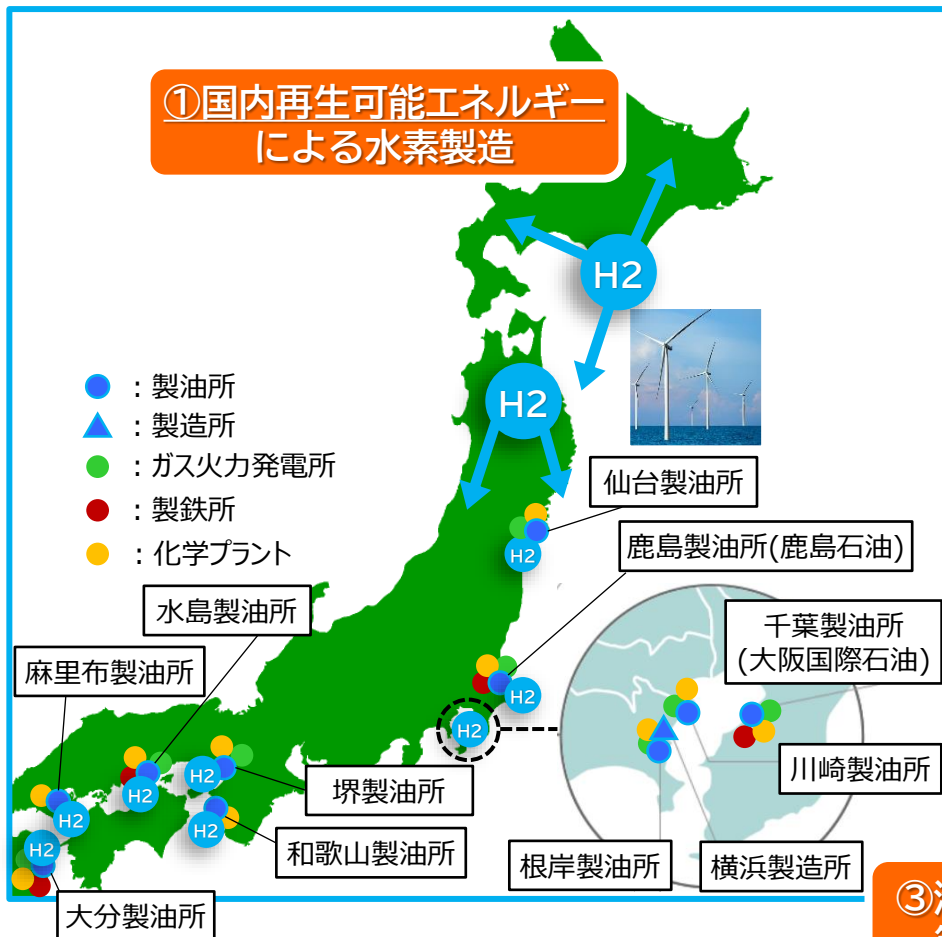 ①国内再生可能エネルギー
による水素製造
H2
H2
● : 製油所
▲ : 製造所
● : ガス火力発電所
● : 製鉄所
● : 化学プラント
仙台製油所
H2
鹿島製油所(鹿島石油)
水島製油所
千葉製油所
(大阪国際石油)
麻里布製油所
H2
H2
川崎製油所
H2
H2
堺製油所
H2
H2
和歌山製油所
H2
根岸製油所
横浜製造所
大分製油所